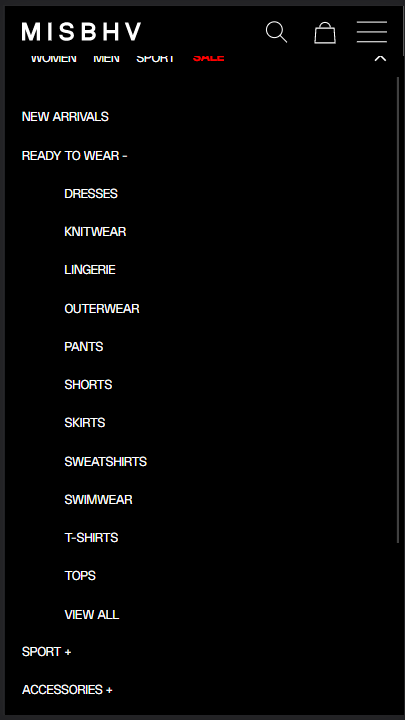 MISBHV
WOMEN MEN SPORT SALE
NEW ARRIVALS
READY TO WEAR -
DRESSES
KNITWEAR
LINGERIE
OUTERWEAR
PANTS
SHORTS
SKIRTS
SWEATSHIRTS
SWIMWEAR
T-SHIRTS
TOPS
VIEW ALL
SPORT +
ACCESSORIES +